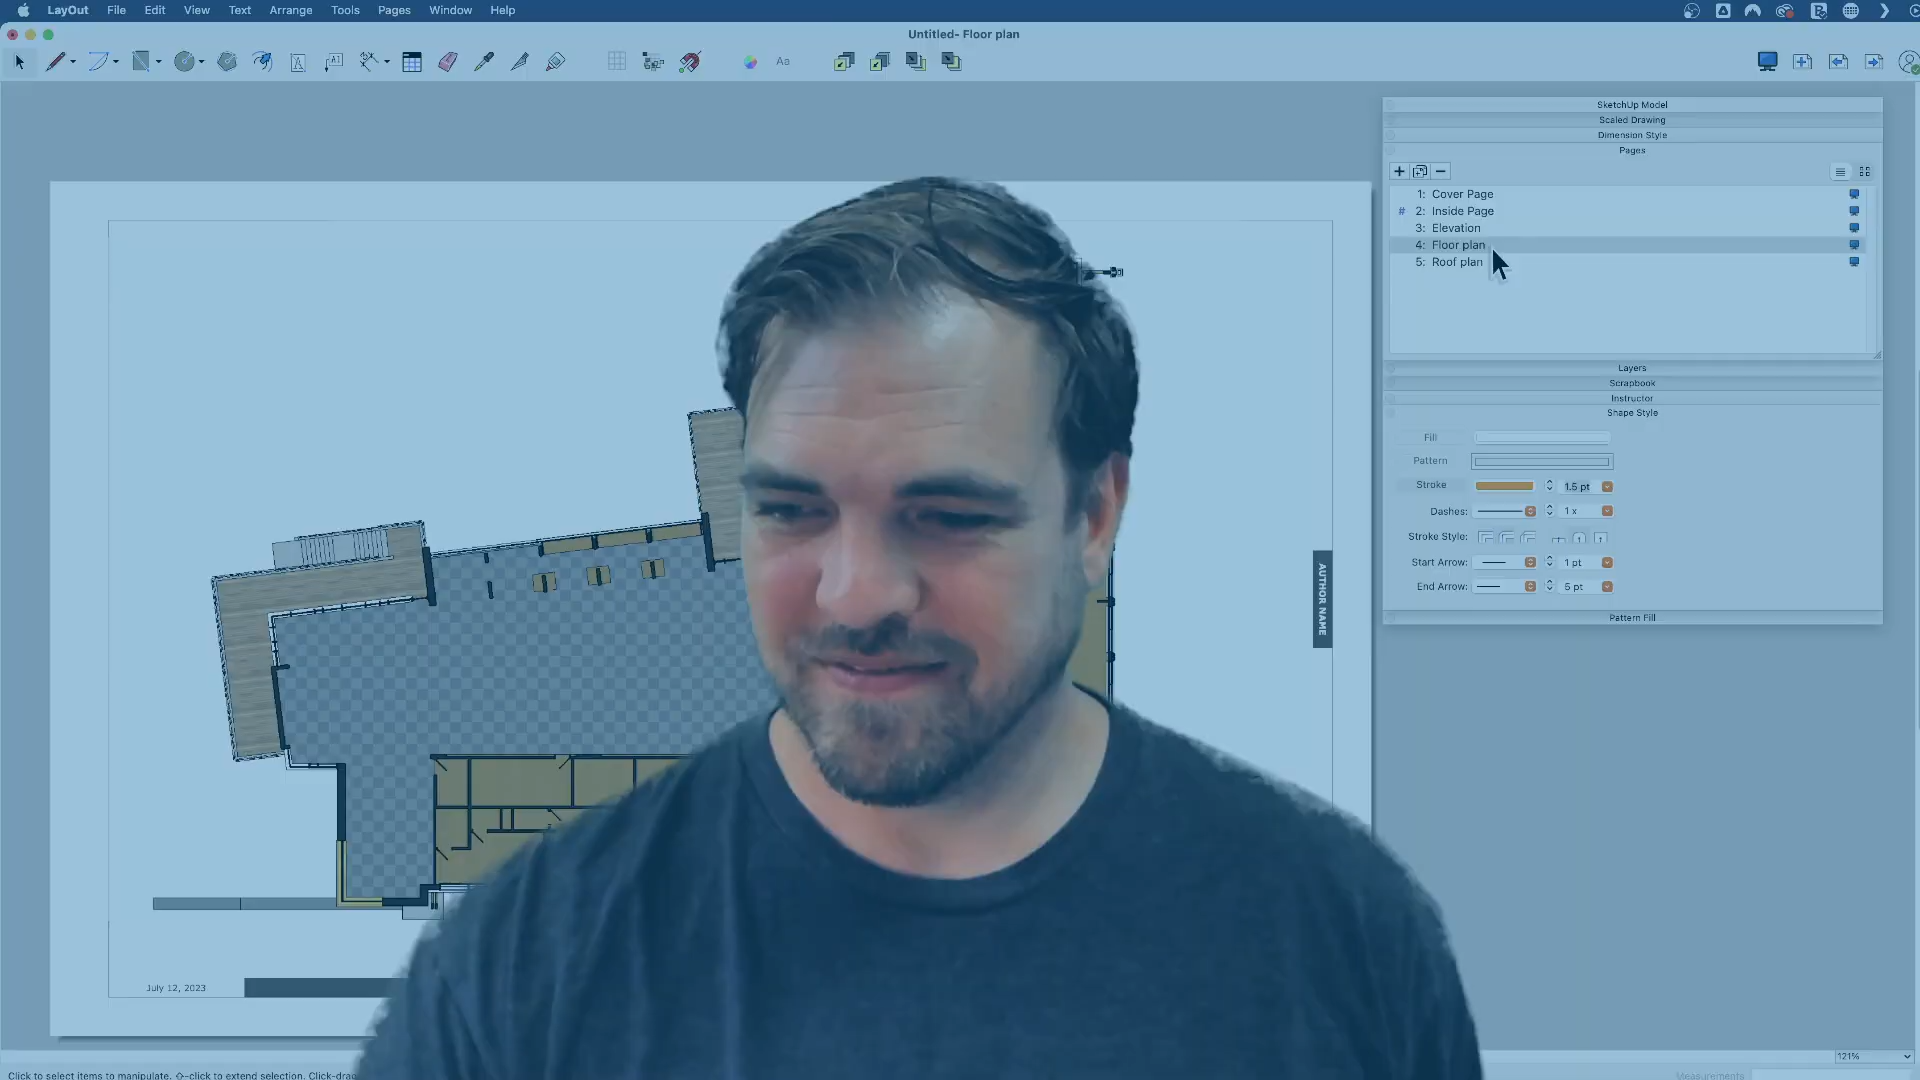 LayOut File Edit View Text Arrange Tools Pages Window Help
Untitled- Floor plan
A1
Aa
SketchUp Model
Scaled Drawing
Dimension Style
Pages
1: Cover Page
# 2: Inside Page
3: Elevation
4: Floor plan
5: Roof plan
Layers
Scrapbook
Instructor
Shape Style
Fill
Pattern
Stroke 1.5 pt
Dashes: 1 x
Stroke Style:
Start Arrow: 1 pt
End Arrow: 5 pt
Pattern Fill
AUTHOR NAME
July 12, 2023
121%
Click to select items to manipulate. ⇧-click to extend selection. Click-drag
Measurements